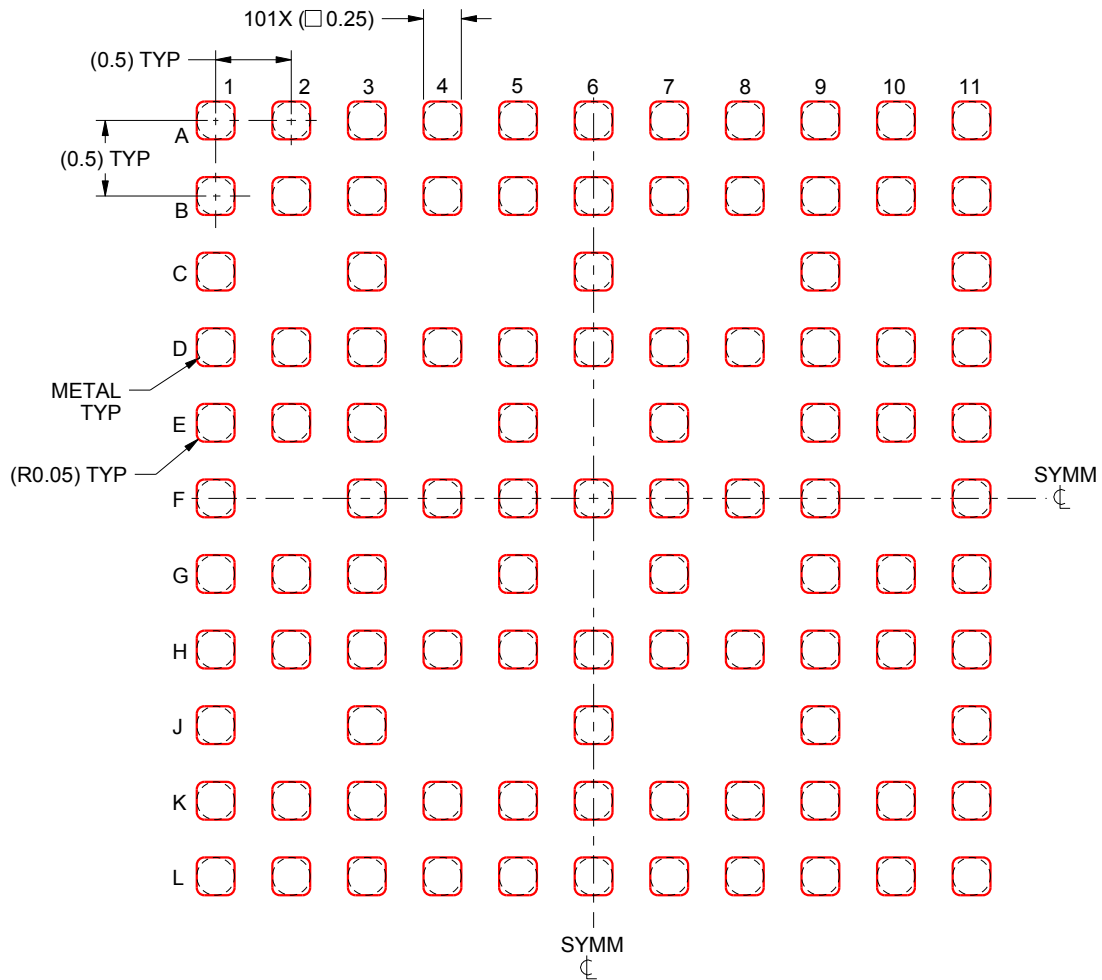 101X (□ 0.25)
(0.5) TYP
1 2 3 4 5 6 7 8 9 10 11
A
(0.5) TYP
B
C
D
METAL
TYP
E
(R0.05) TYP
F
SYMM
℄
G
H
J
K
L
SYMM
℄